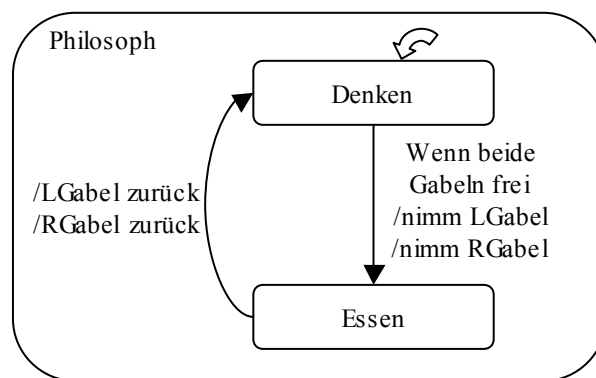 Philosoph
Denken
Wenn beide
Gabeln frei
/nimm LGabel
/nimm RGabel
/LGabel zurück
/RGabel zurück
Essen